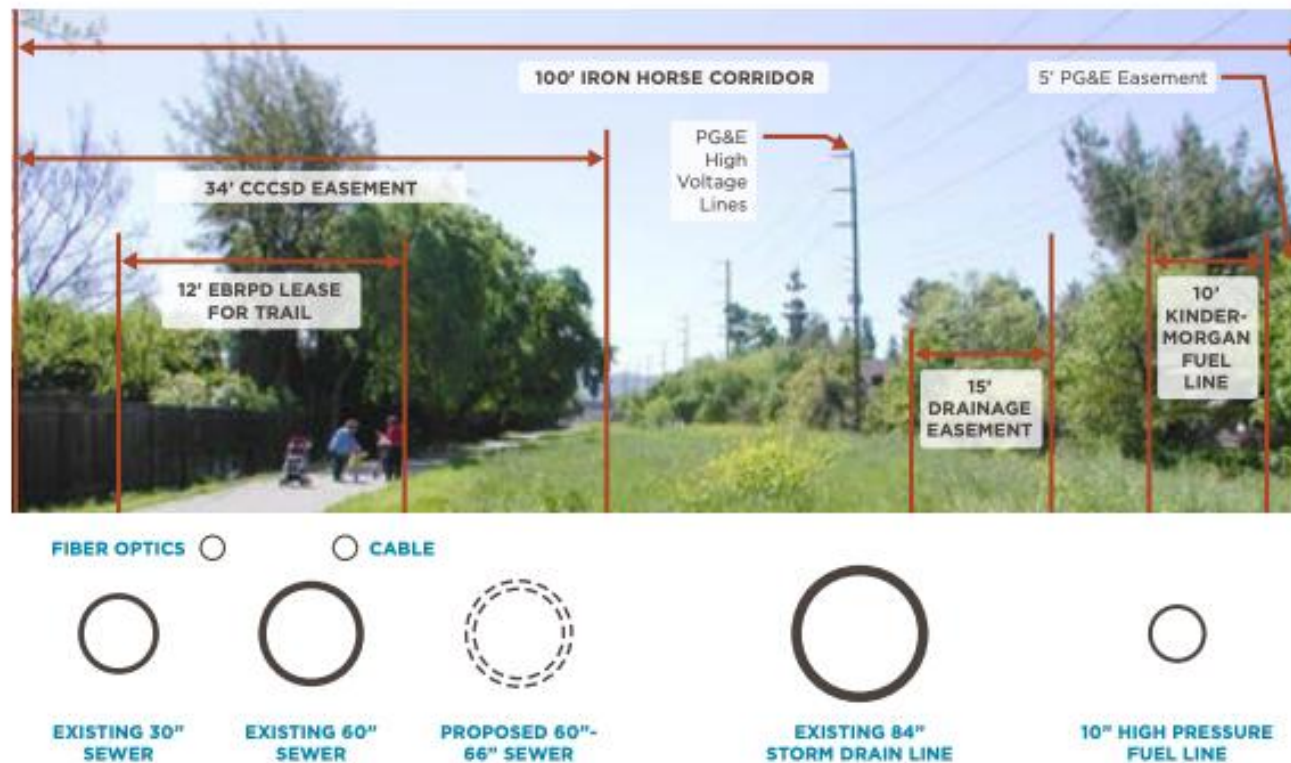 100' IRON HORSE CORRIDOR
5' PG&E Easement
PG&E
High
Voltage
Lines
34' CCCSD EASEMENT
12' EBRPD LEASE
FOR TRAIL
10'
KINDER-
MORGAN
FUEL
LINE
15'
DRAINAGE
EASEMENT
FIBER OPTICS
CABLE
EXISTING 30"
SEWER
EXISTING 60"
SEWER
PROPOSED 60"-
66" SEWER
EXISTING 84"
STORM DRAIN LINE
10" HIGH PRESSURE
FUEL LINE